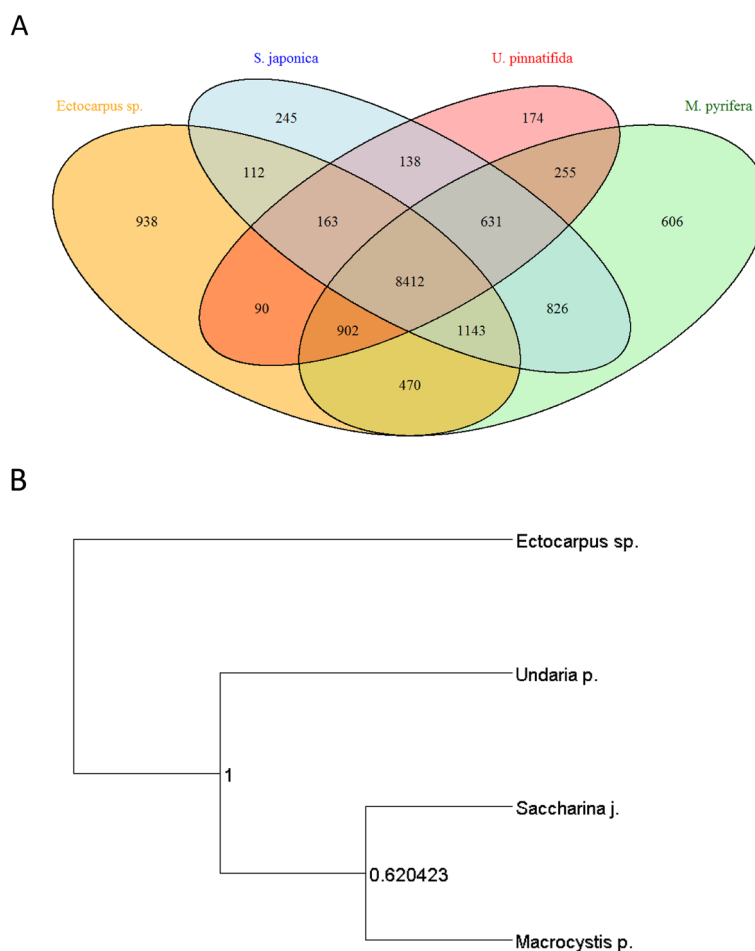 A
S. japonica
U. pinnatifida
Ectocarpus sp.
M. pyrifera
245
174
112
138
255
938
163
631
606
8412
90
902
1143
826
470
B
Ectocarpus sp.
Undaria p.
1
Saccharina j.
0.620423
Macrocystis p.